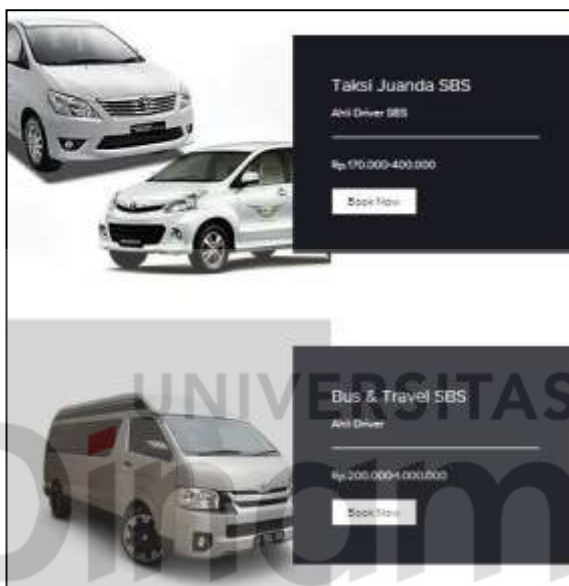 Taksi Juanda SBS
Ahli Driver SBS
Rp.170.000-400.000
Book Now
Bus & Travel SBS
Ahli Driver
Rp.200.000-1.000.000
Book Now
UNIVERSITAS
Dinam